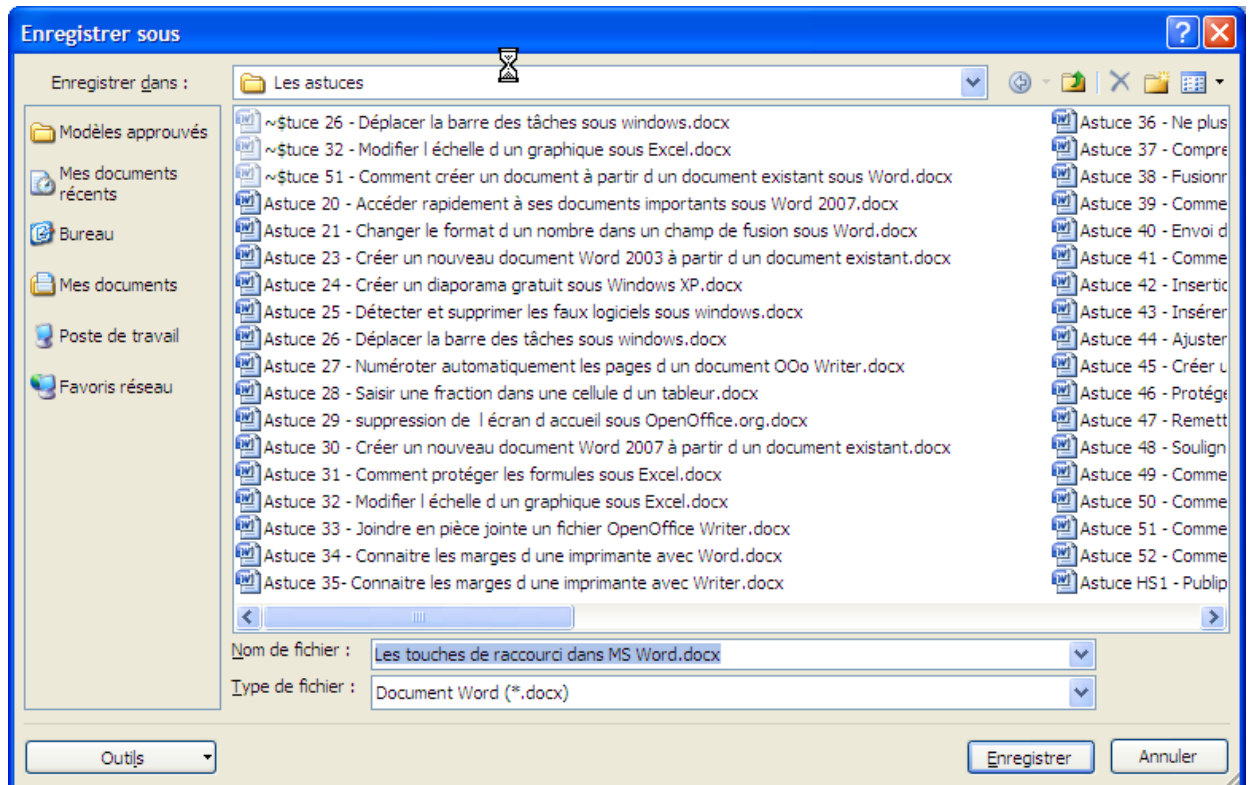 Enregistrer sous
Enregistrer dans :
Les astuces
Modèles approuvés
Mes documents
récents
Bureau
Mes documents
Poste de travail
Favoris réseau
~$tuce 26 - Déplacer la barre des tâches sous windows.docx
~$tuce 32 - Modifier l échelle d un graphique sous Excel.docx
~$tuce 51 - Comment créer un document à partir d un document existant sous Word.docx
Astuce 20 - Accéder rapidement à ses documents importants sous Word 2007.docx
Astuce 21 - Changer le format d un nombre dans un champ de fusion sous Word.docx
Astuce 23 - Créer un nouveau document Word 2003 à partir d un document existant.docx
Astuce 24 - Créer un diaporama gratuit sous Windows XP.docx
Astuce 25 - Détecter et supprimer les faux logiciels sous windows.docx
Astuce 26 - Déplacer la barre des tâches sous windows.docx
Astuce 27 - Numéroter automatiquement les pages d un document OOo Writer.docx
Astuce 28 - Saisir une fraction dans une cellule d un tableur.docx
Astuce 29 - suppression de  l écran d accueil sous OpenOffice.org.docx
Astuce 30 - Créer un nouveau document Word 2007 à partir d un document existant.docx
Astuce 31 - Comment protéger les formules sous Excel.docx
Astuce 32 - Modifier l échelle d un graphique sous Excel.docx
Astuce 33 - Joindre en pièce jointe un fichier OpenOffice Writer.docx
Astuce 34 - Connaitre les marges d une imprimante avec Word.docx
Astuce 35- Connaitre les marges d une imprimante avec Writer.docx
Astuce 36 - Ne plus
Astuce 37 - Compre
Astuce 38 - Fusionr
Astuce 39 - Comme
Astuce 40 - Envoi d
Astuce 41 - Comme
Astuce 42 - Insertic
Astuce 43 - Insérer
Astuce 44 - Ajuster
Astuce 45 - Créer u
Astuce 46 - Protége
Astuce 47 - Remett
Astuce 48 - Soulign
Astuce 49 - Comme
Astuce 50 - Comme
Astuce 51 - Comme
Astuce 52 - Comme
Astuce HS1 - Publip
Nom de fichier :
Les touches de raccourci dans MS Word.docx
Type de fichier :
Document Word (*.docx)
Outils
Enregistrer
Annuler